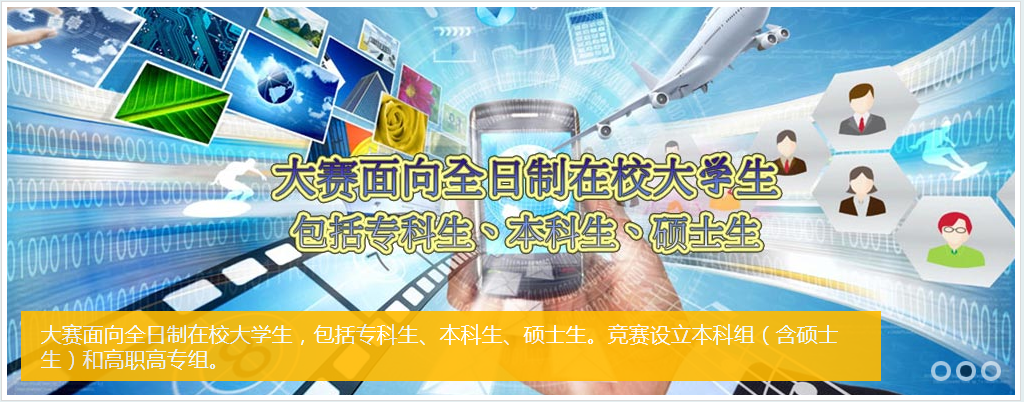 大赛面向全日制在校大学生
包括专科生、本科生、硕士生
大赛面向全日制在校大学生，包括专科生、本科生、硕士生。竞赛设立本科组（含硕士
生）和高职高专组。